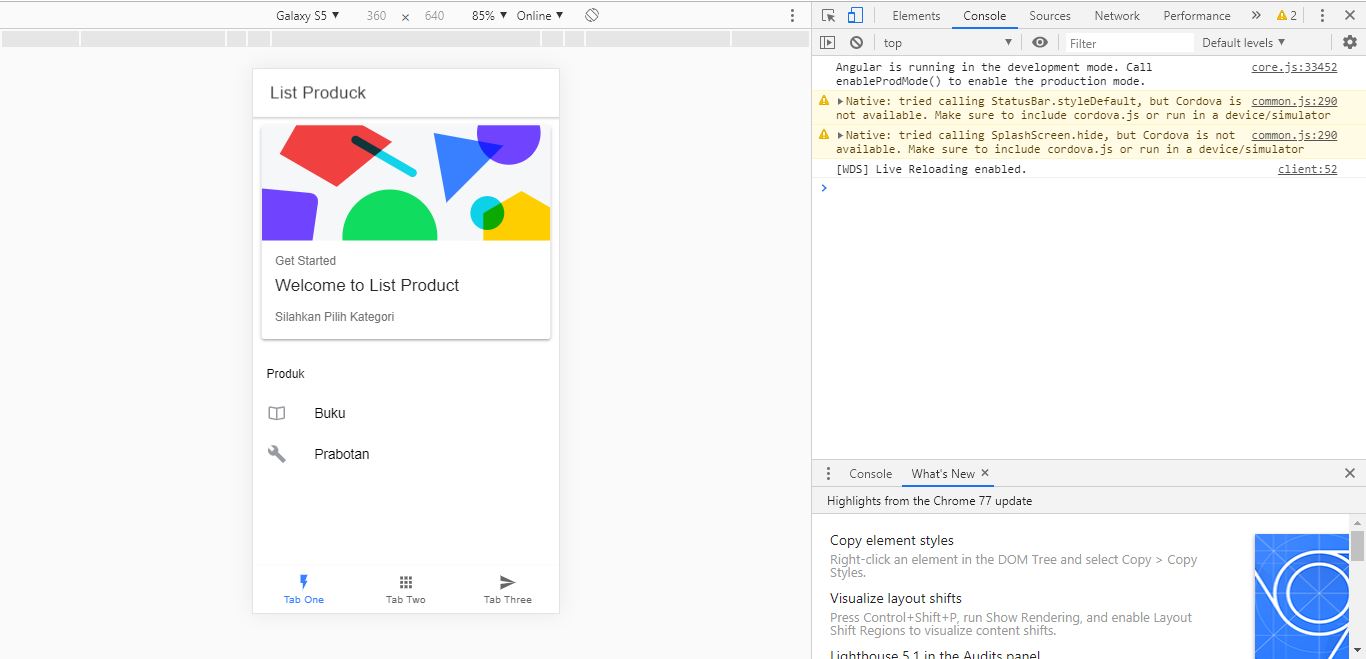 Galaxy S5 ▼ 360 × 640 85% ▼ Online ▼
List Produck
Get Started
Welcome to List Product
Silahkan Pilih Kategori
Produk
Buku
Prabotan
Tab One Tab Two Tab Three
Elements Console Sources Network Performance » 2
top ▼ Filter Default levels ▼
Angular is running in the development mode. Call core.js:33452
enableProdMode() to enable the production mode.
Native: tried calling StatusBar.styleDefault, but Cordova is common.js:290
not available. Make sure to include cordova.js or run in a device/simulator
Native: tried calling SplashScreen.hide, but Cordova is not common.js:290
available. Make sure to include cordova.js or run in a device/simulator
[WDS] Live Reloading enabled. client:52
Console What's New ×
Highlights from the Chrome 77 update
Copy element styles
Right-click an element in the DOM Tree and select Copy > Copy
Styles.
Visualize layout shifts
Press Control+Shift+P, run Show Rendering, and enable Layout
Shift Regions to visualize content shifts.
Lighthouse 5.1 in the Audits panel